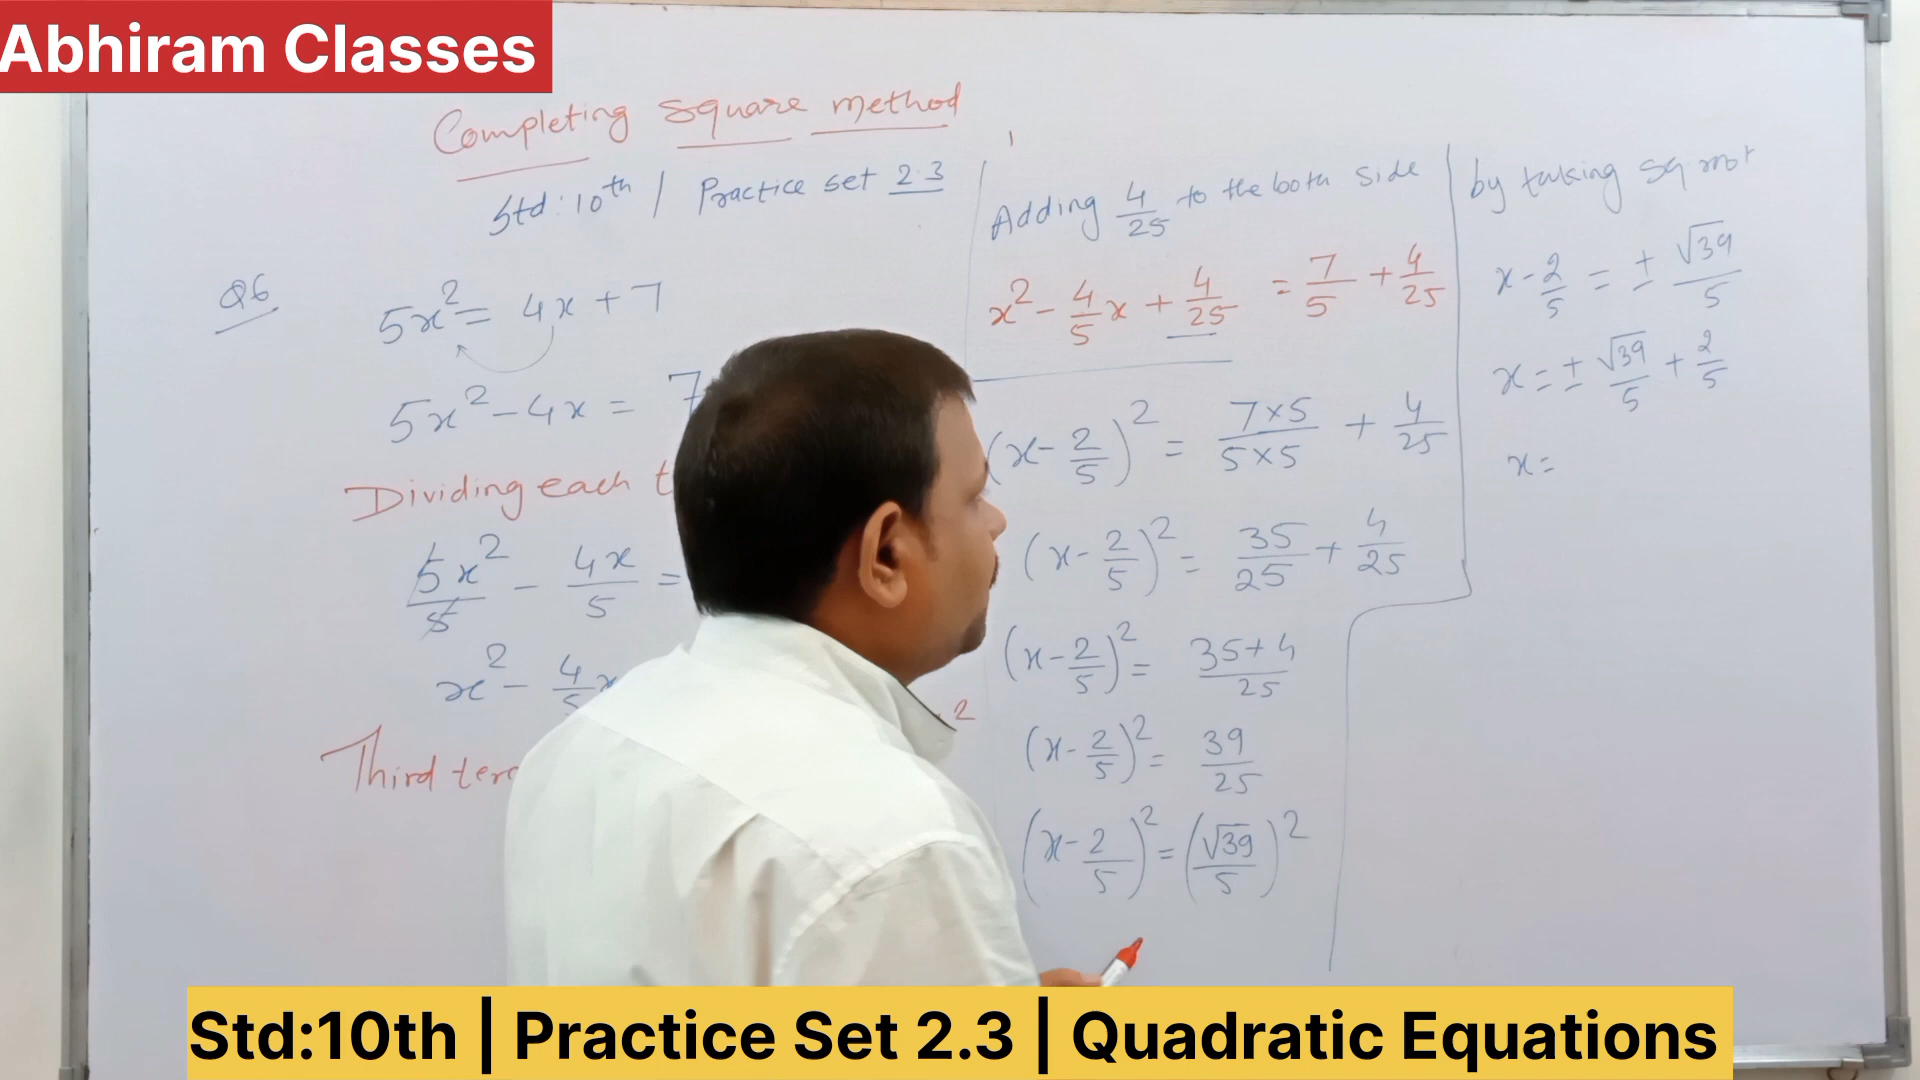 Abhiram Classes
Completing square method
Std: 10th / Practice set 2.3
Q6
5x² = 4x + 7
5x² - 4x = 7
Dividing each
5x²/5 - 4x/5 =
x² - 4/5x
Third
2
Adding 4/25 to the both side
x² - 4/5x + 4/25 = 7/5 + 4/25
(x - 2/5)² = 7×5/5×5 + 4/25
(x - 2/5)² = 35/25 + 4/25
(x - 2/5)² = 35+4/25
(x - 2/5)² = 39/25
(x - 2/5)² = (√39/5)²
by taking sq root
x - 2/5 = ± √39/5
x = ± √39/5 + 2/5
x =
Std:10th | Practice Set 2.3 | Quadratic Equations